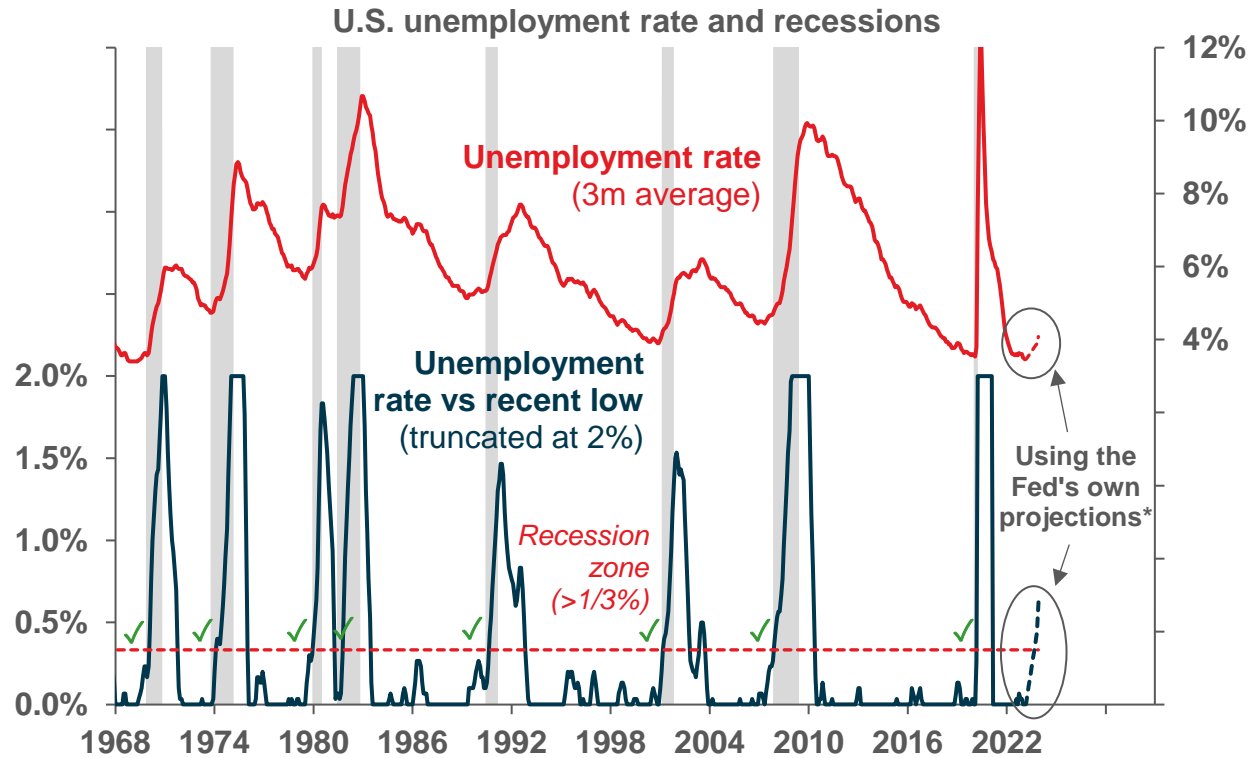 U.S. unemployment rate and recessions
12%
10%
8%
6%
4%
Unemployment rate
(3m average)
Unemployment
rate vs recent low
(truncated at 2%)
2.0%
1.5%
1.0%
0.5%
0.0%
Recession
zone
(>1/3%)
Using the
Fed's own
projections*
1968 1974 1980 1986 1992 1998 2004 2010 2016 2022